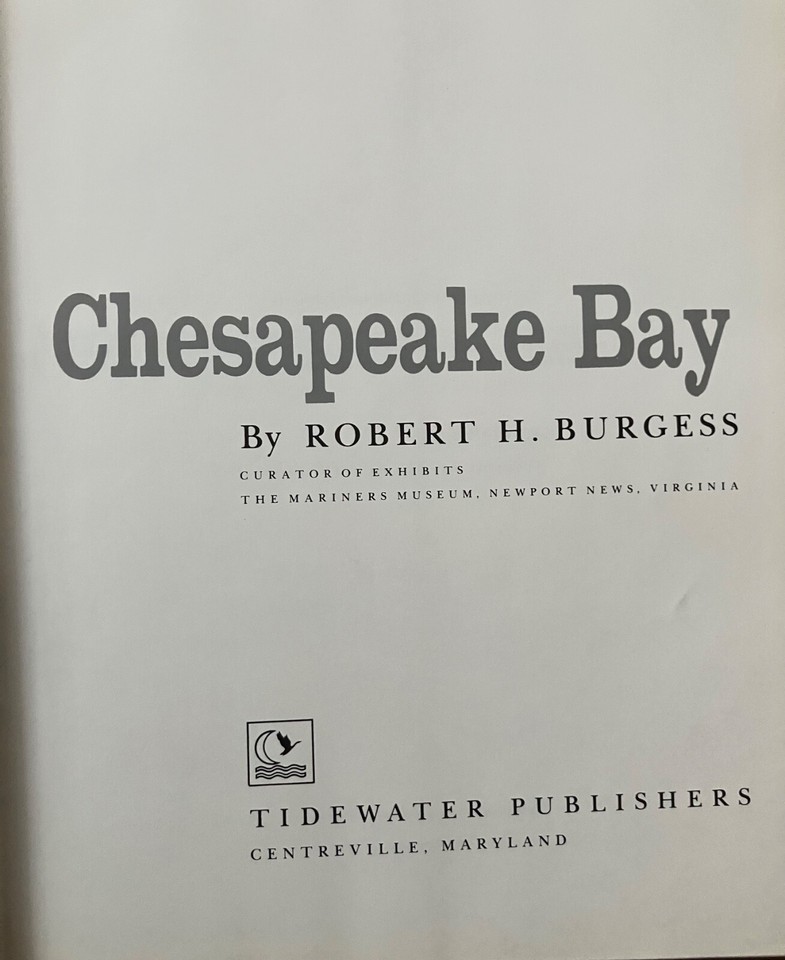 Chesapeake Bay
By ROBERT H. BURGESS
CURATOR OF EXHIBITS
THE MARINERS MUSEUM, NEWPORT NEWS, VIRGINIA
TIDEWATER PUBLISHERS
CENTREVILLE, MARYLAND